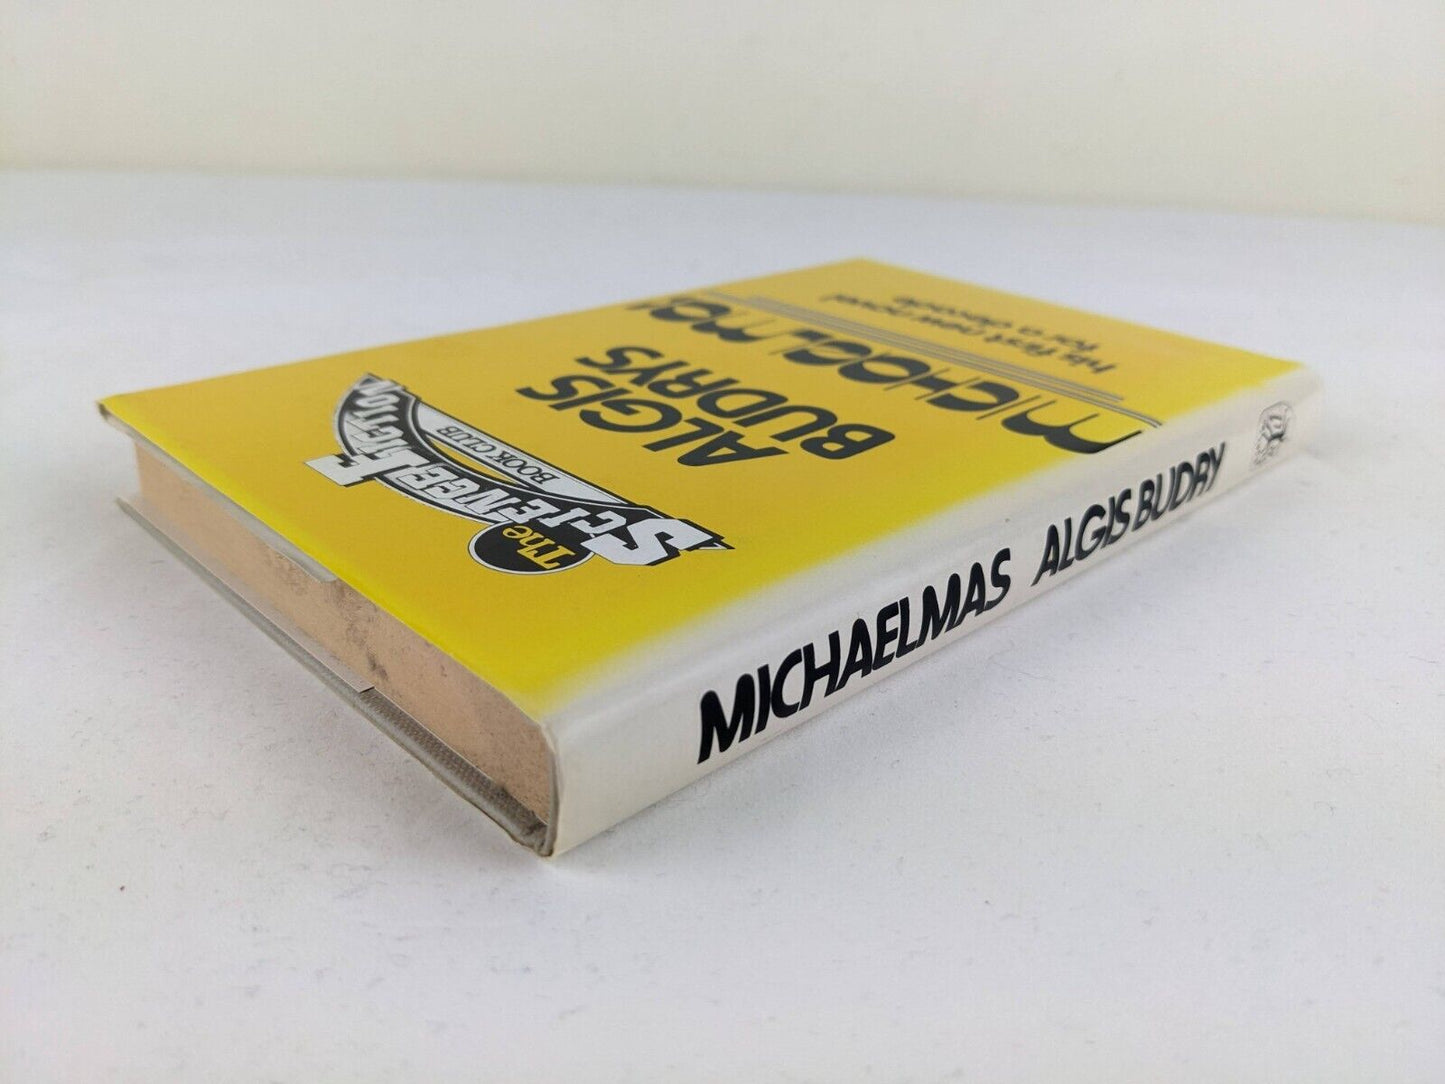 The
SCIENCE FICTION
BOOK CLUB
ALGIS
BUDRYS
MICHAELMAS
his first new novel
for a decade
MICHAELMAS ALGIS BUDRY